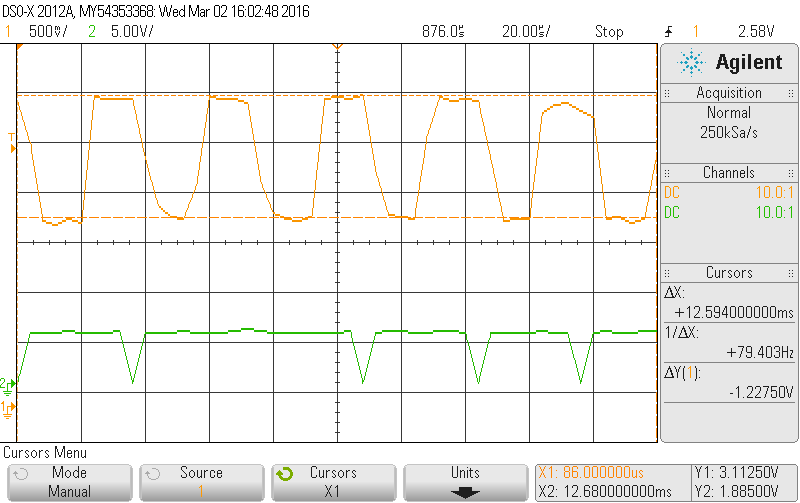 DSO-X 2012A, MY54353368: Wed Mar 02 16:02:48 2016
1 500mV/ 2 5.00V/ 876.0s 20.00s/ Stop 1 2.58V
Agilent
Acquisition
Normal
250kSa/s
Channels
DC 10.0:1
DC 10.0:1
Cursors
ΔX:
+12.594000000ms
1/ΔX:
+79.403Hz
ΔY(1):
-1.22750V
T
2
1
Cursors Menu
Mode
Manual
Source
1
Cursors
X1
Units
X1: 86.000000us
X2: 12.680000000ms
Y1: 3.11250V
Y2: 1.88500V